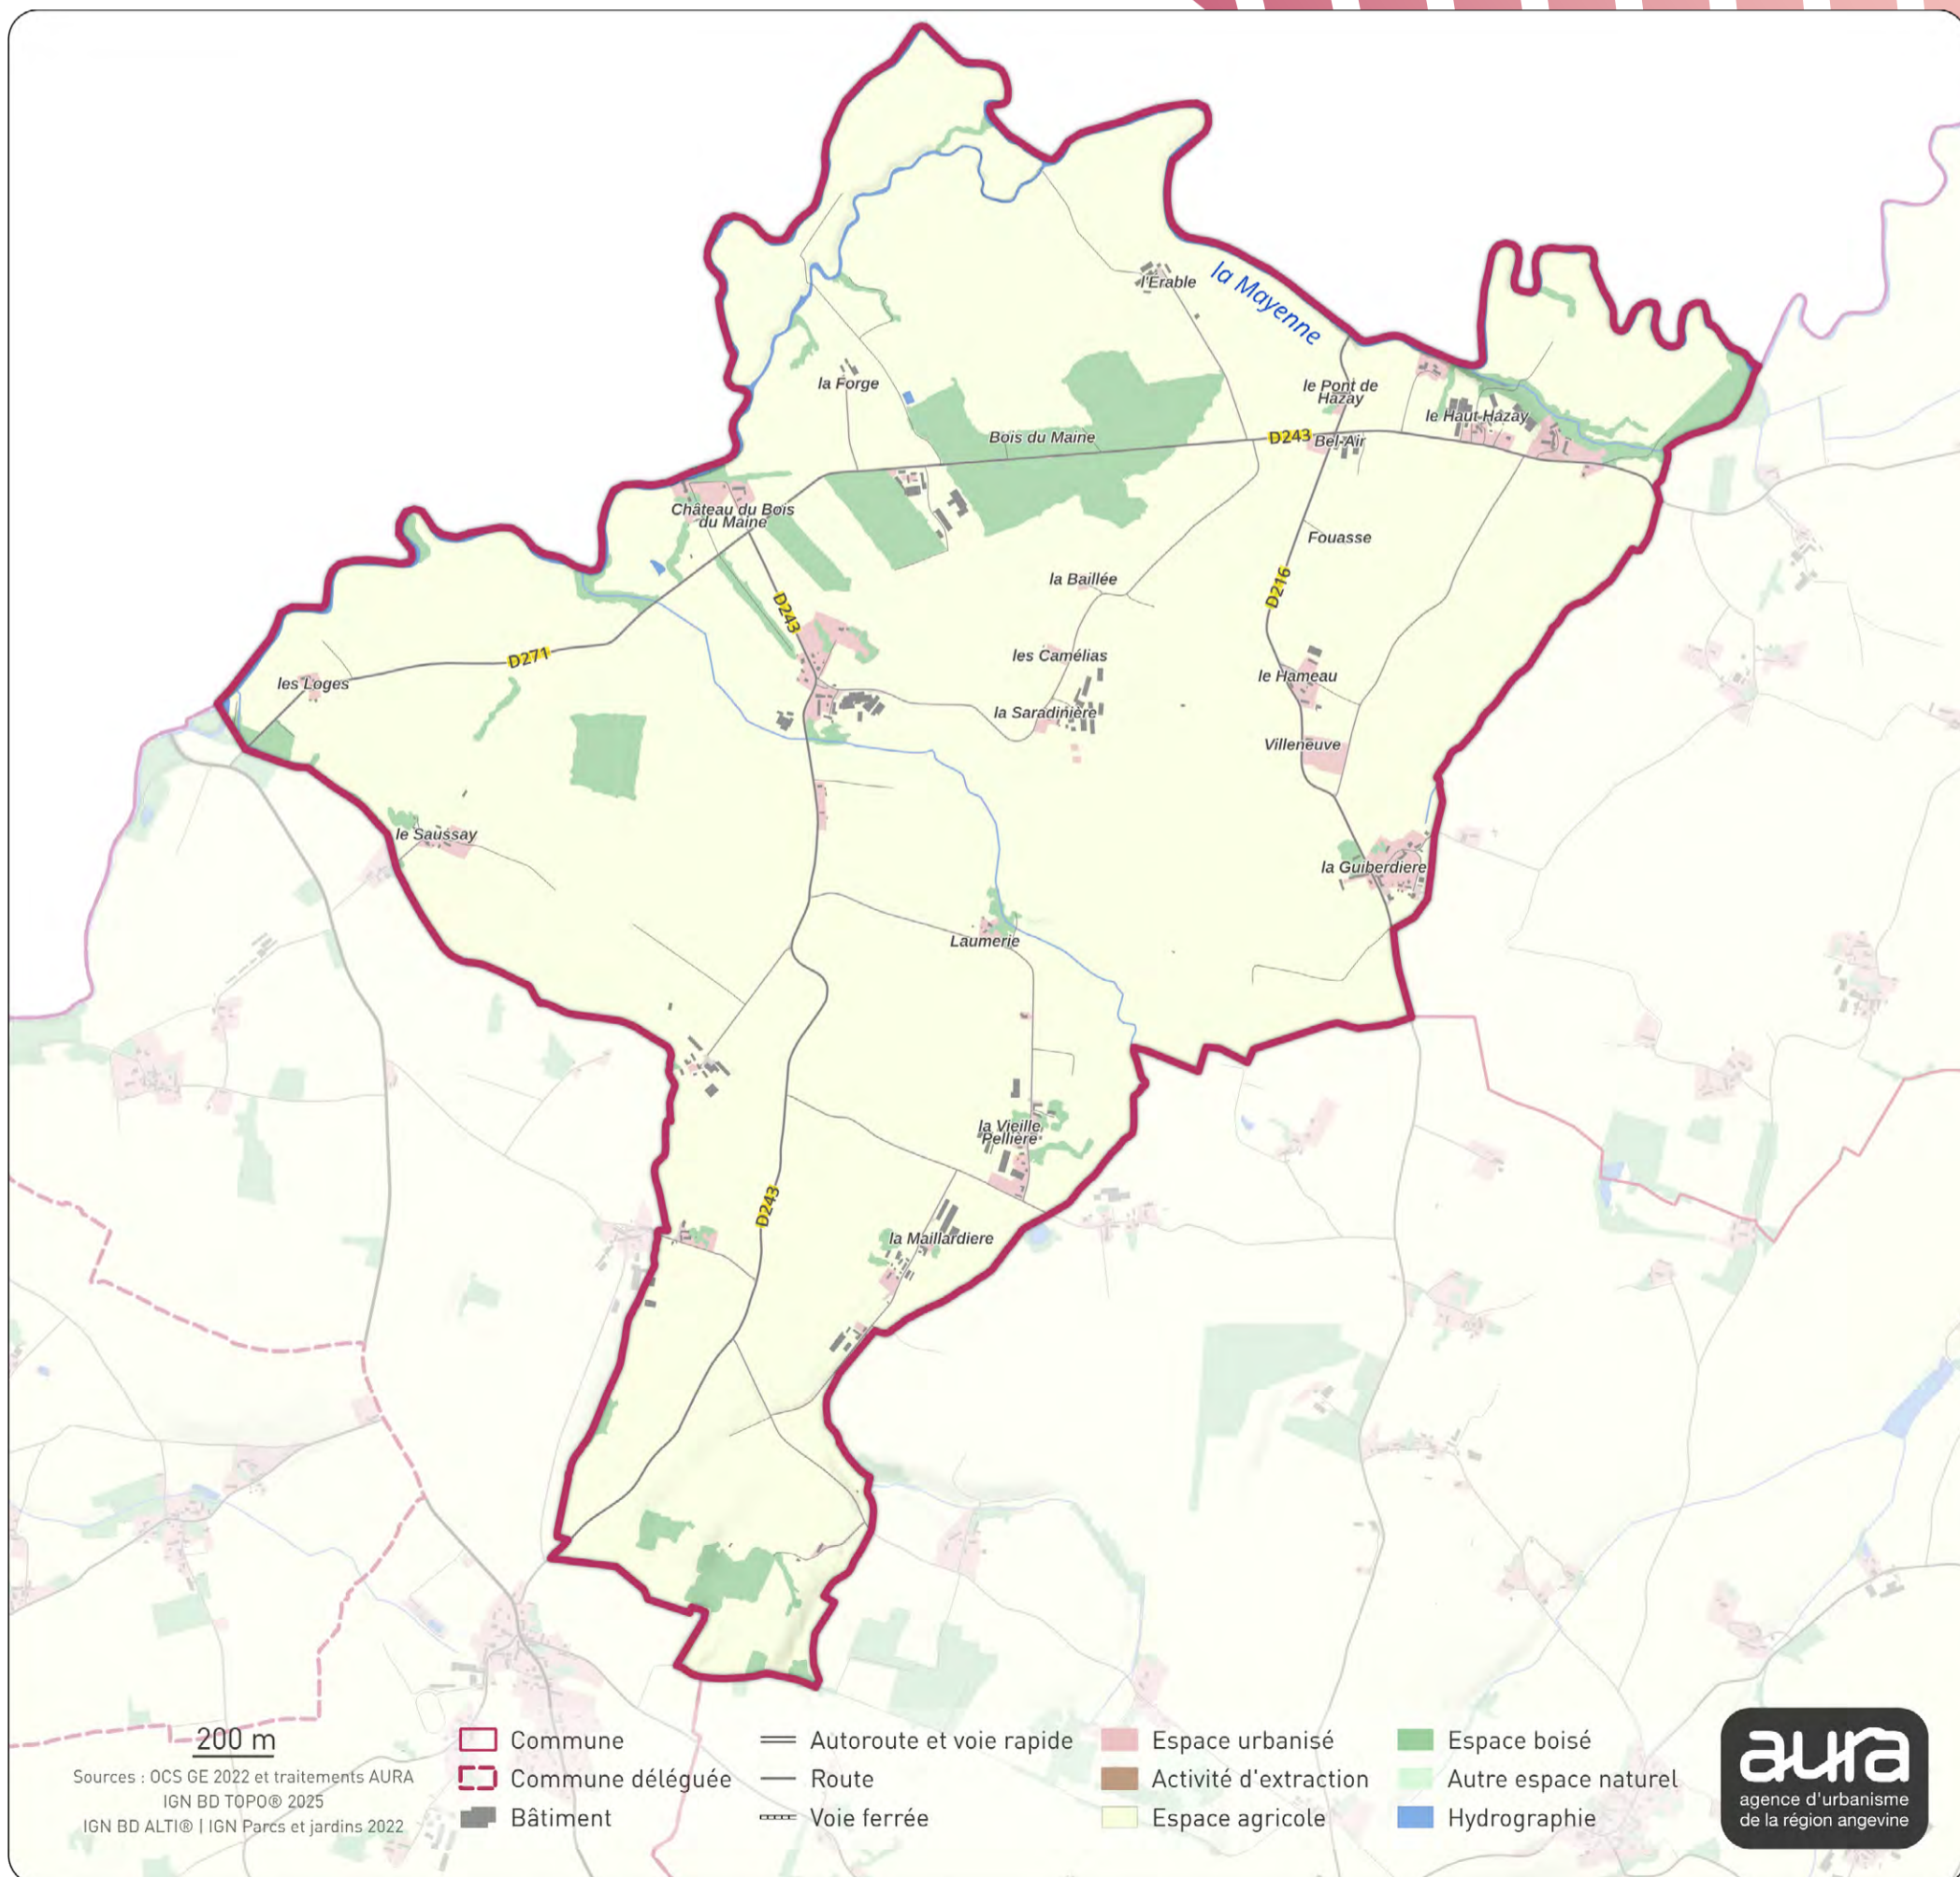 l'Erable
la Mayenne
la Forge
le Pont de
Hazay
le Haut Hazay
Bois du Maine
D243
Bel-Air
Château du Bois
du Maine
Fouasse
la Baillée
D216
D243
D271
les Camélias
le Hameau
les Loges
la Saradinière
Villeneuve
le Saussay
la Guiberdiere
Laumerie
la Vieille
Pellière
D243
la Maillardiere
200 m
Sources : OCS GE 2022 et traitements AURA
IGN BD TOPO® 2025
IGN BD ALTI® | IGN Parcs et jardins 2022
Commune
Commune déléguée
Bâtiment
Autoroute et voie rapide
Route
Voie ferrée
Espace urbanisé
Activité d'extraction
Espace agricole
Espace boisé
Autre espace naturel
Hydrographie
aura
agence d'urbanisme
de la région angevine